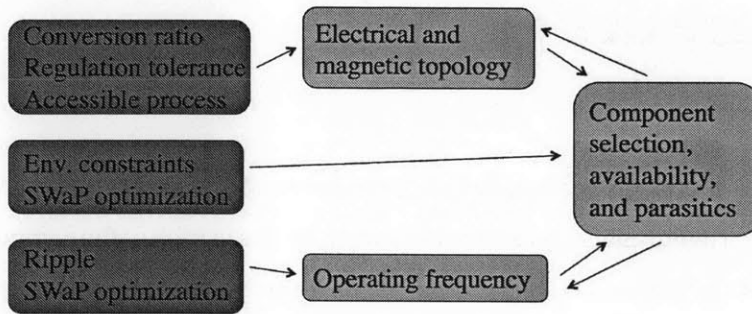 Conversion ratio
Regulation tolerance
Accessible process
Electrical and
magnetic topology
Env. constraints
SWaP optimization
Component
selection,
availability,
and parasitics
Ripple
SWaP optimization
Operating frequency